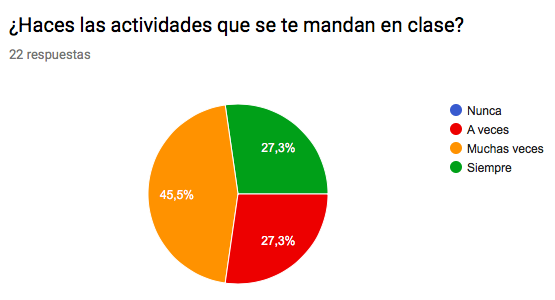 ¿Haces las actividades que se te mandan en clase?
22 respuestas
Nunca
A veces
Muchas veces
Siempre
27,3%
45,5%
27,3%